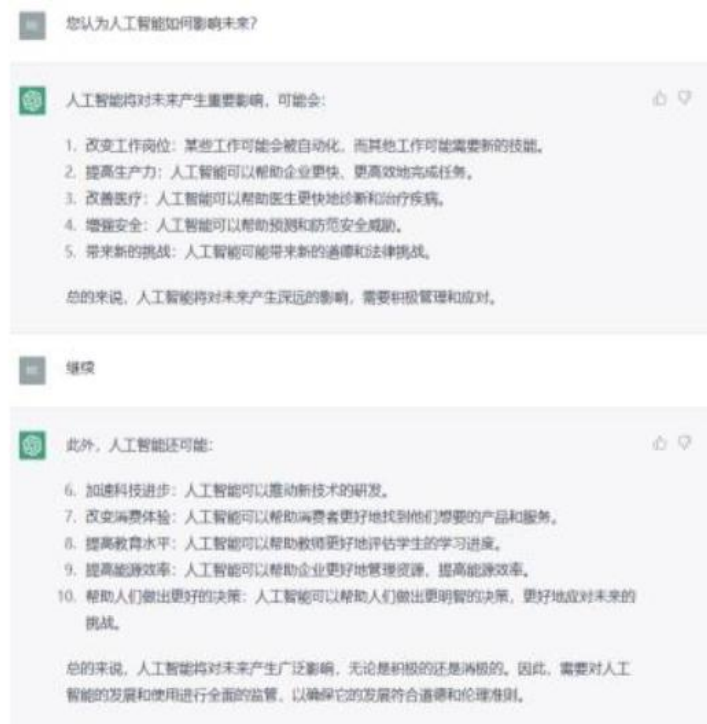 您认为人工智能如何影响未来？
人工智能将对未来产生重要影响，可能会：
1. 改变工作岗位：某些工作可能会被自动化，而其他工作可能需要新的技能。
2. 提高生产力：人工智能可以帮助企业更快、更高效地完成任务。
3. 改善医疗：人工智能可以帮助医生更快地诊断和治疗疾病。
4. 增强安全：人工智能可以帮助预测和防范安全威胁。
5. 带来新的挑战：人工智能可能带来新的道德和法律挑战。
总的来说，人工智能将对未来产生深远的影响，需要积极管理和应对。
继续
此外，人工智能还可能：
6. 加速科技进步：人工智能可以推动新技术的研发。
7. 改变消费体验：人工智能可以帮助消费者更好地找到他们想要的产品和服务。
8. 提高教育水平：人工智能可以帮助教师更好地评估学生的学习进度。
9. 提高能源效率：人工智能可以帮助企业更好地管理资源，提高能源效率。
10. 帮助人们做出更好的决策：人工智能可以帮助人们做出更明智的决策，更好地应对未来的
挑战。
总的来说，人工智能将对未来产生广泛影响，无论是积极的还是消极的。因此，需要对人工
智能的发展和使用进行全面的监管，以确保它的发展符合道德和伦理准则。